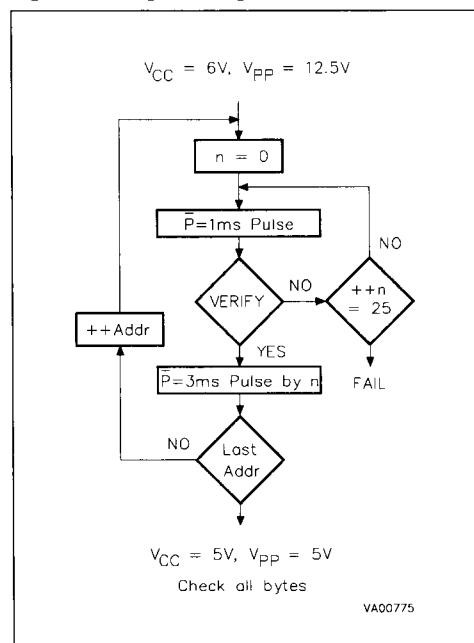 V_CC = 6V, V_PP = 12.5V
n = 0
P̅=1ms Pulse
NO
VERIFY
NO
++n
= 25
++Addr
YES
FAIL
P̅=3ms Pulse by n
NO
Last
Addr
V_CC = 5V, V_PP = 5V
Check all bytes
VA00775